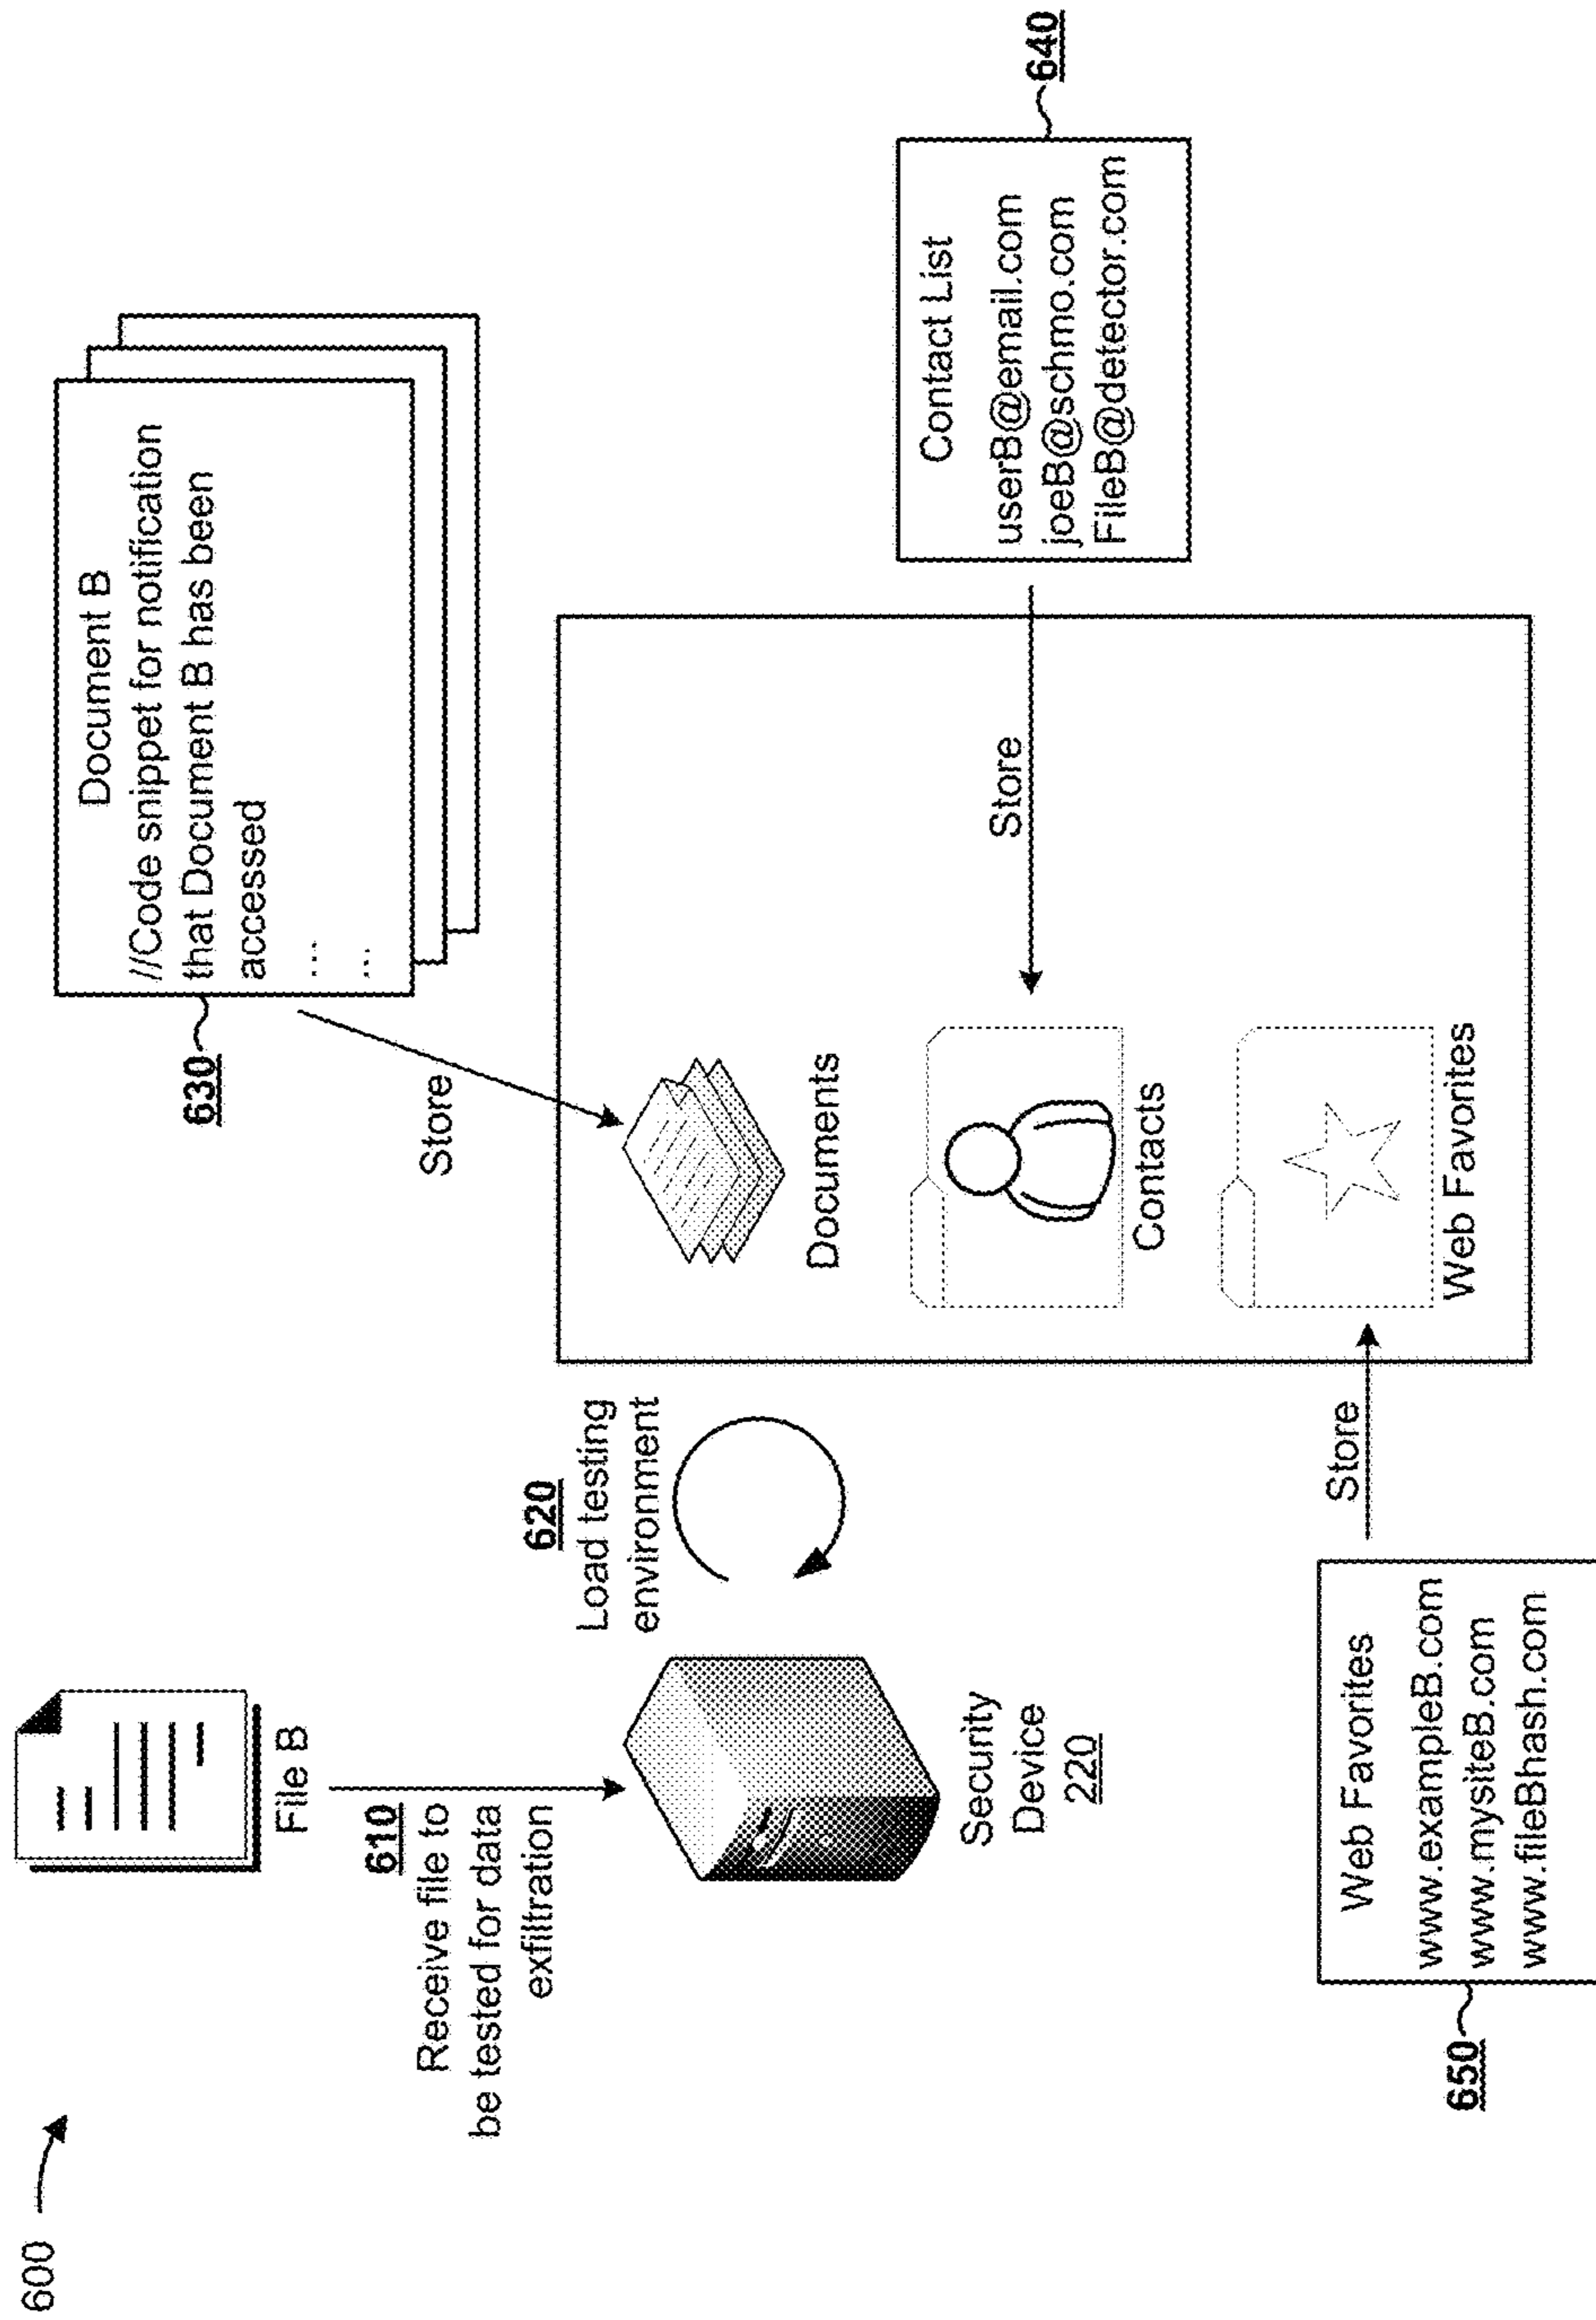 600
File B
610
Receive file to
be tested for data
exfiltration
Security
Device
220
620
Load testing
environment
630
Document B
//Code snippet for notification
that Document B has been
accessed
...
...
Store
Documents
Contacts
Web Favorites
Store
640
Contact List
userB@email.com
joeB@schmo.com
FileB@detector.com
Store
650
Web Favorites
www.exampleB.com
www.mysiteB.com
www.fileBhash.com